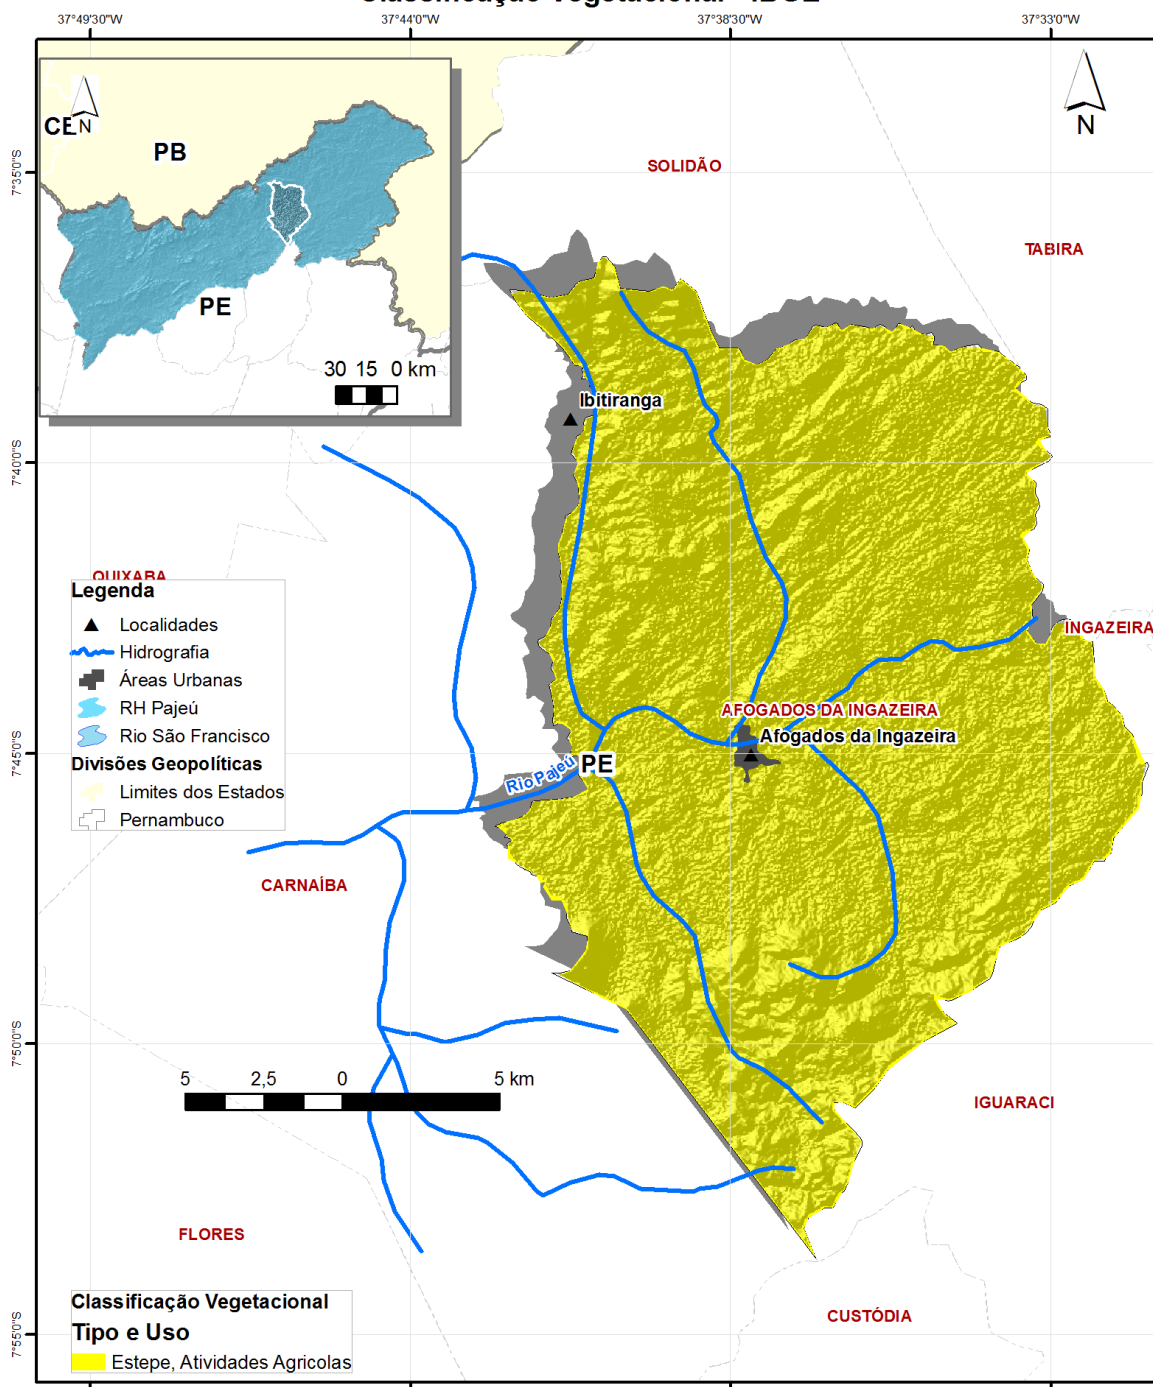 Classificação Vegetacional - IBGE
37°49'30"W
37°44'0"W
37°38'30"W
37°33'0"W
7°35'0"S
7°40'0"S
7°45'0"S
7°50'0"S
7°55'0"S
CE
N
PB
PE
30 15 0 km
N
SOLIDÃO
TABIRA
Ibitiranga
QUIXABA
INGAZEIRA
AFOGADOS DA INGAZEIRA
Afogados da Ingazeira
PE
Rio Pajeú
CARNAÍBA
IGUARACI
FLORES
CUSTÓDIA
Legenda
Localidades
Hidrografia
Áreas Urbanas
RH Pajeú
Rio São Francisco
Divisões Geopolíticas
Limites dos Estados
Pernambuco
5 2,5 0 5 km
Classificação Vegetacional
Tipo e Uso
Estepe, Atividades Agricolas